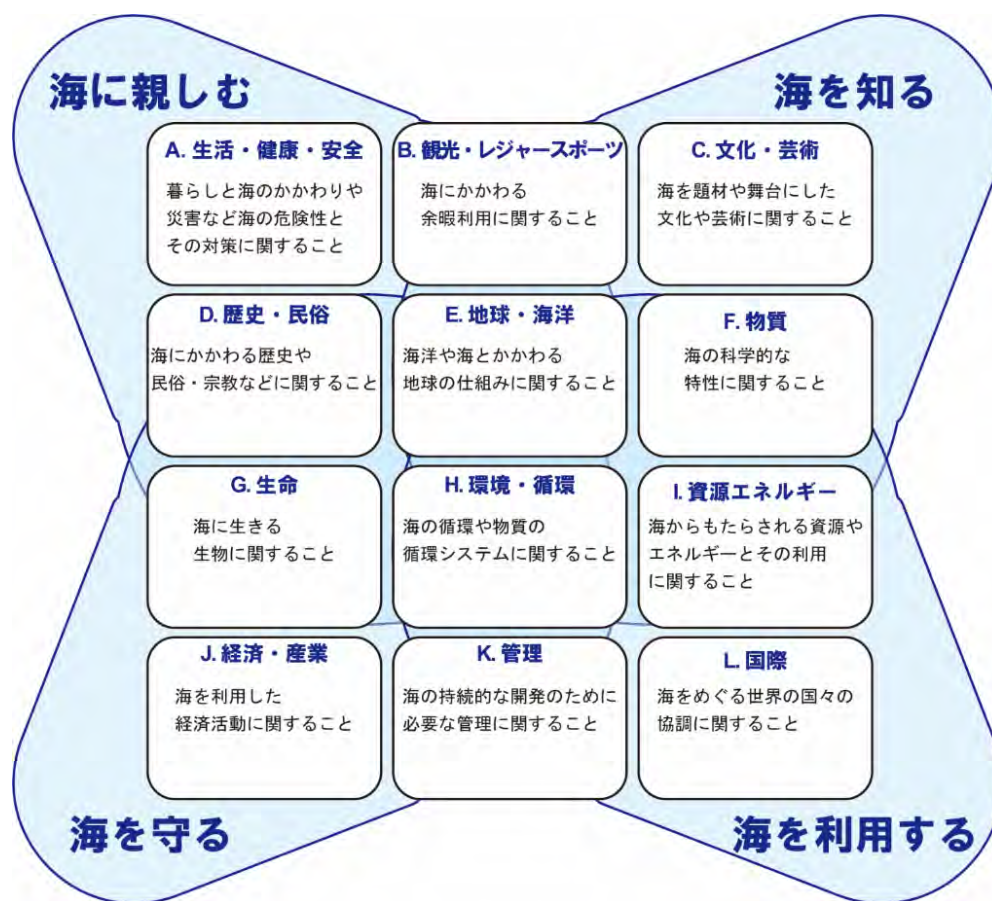 海に親しむ
海を知る
A. 生活・健康・安全
暮らしと海のかかわりや
災害など海の危険性と
その対策に関すること
B. 観光・レジャースポーツ
海にかかわる
余暇利用に関すること
C. 文化・芸術
海を題材や舞台にした
文化や芸術に関すること
D. 歴史・民俗
海にかかわる歴史や
民俗・宗教などに関すること
E. 地球・海洋
海洋や海とかかわる
地球の仕組みに関すること
F. 物質
海の科学的な
特性に関すること
G. 生命
海に生きる
生物に関すること
H. 環境・循環
海の循環や物質の
循環システムに関すること
I. 資源エネルギー
海からもたらされる資源や
エネルギーとその利用
に関すること
J. 経済・産業
海を利用した
経済活動に関すること
K. 管理
海の持続的な開発のために
必要な管理に関すること
L. 国際
海をめぐる世界の国々の
協調に関すること
海を守る
海を利用する